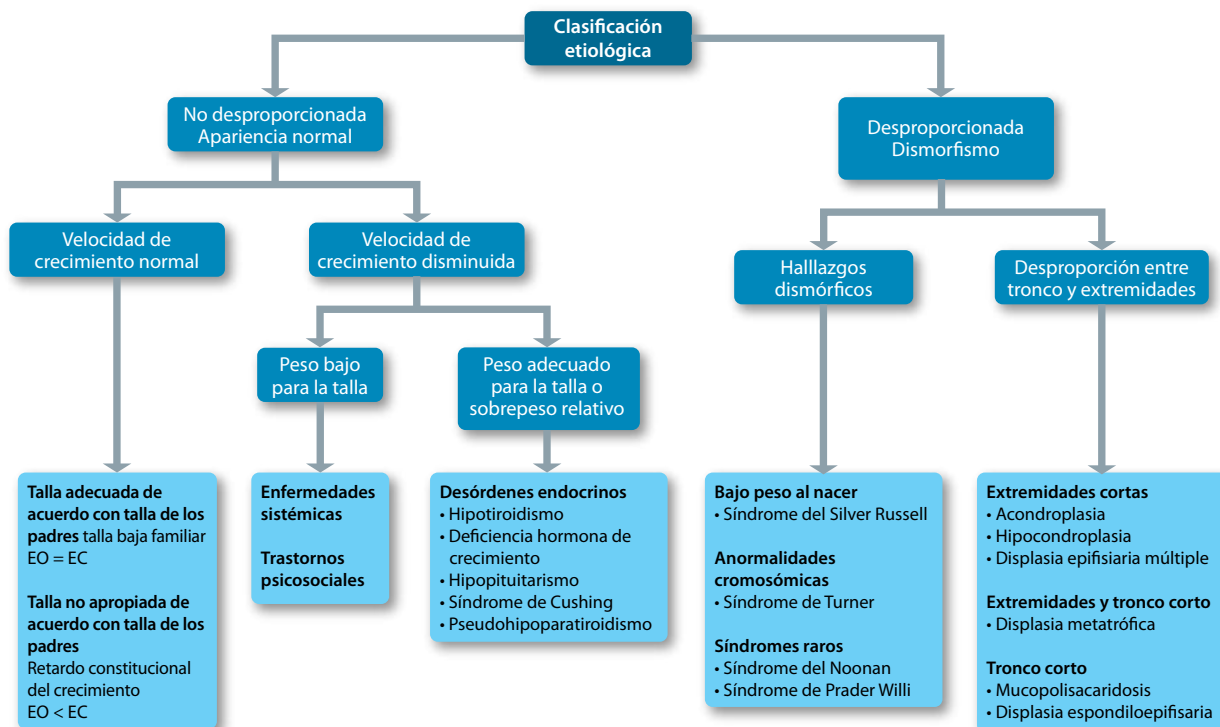 Clasificación
etiológica
No desproporcionada
Apariencia normal
Desproporcionada
Dismorfismo
Velocidad de
crecimiento normal
Velocidad de
crecimiento disminuida
Halllazgos
dismórficos
Desproporción entre
tronco y extremidades
Peso bajo
para la talla
Peso adecuado
para la talla o
sobrepeso relativo
Talla adecuada de
acuerdo con talla de los
padres talla baja familiar
EO = EC
Talla no apropiada de
acuerdo con talla de los
padres
Retardo constitucional
del crecimiento
EO < EC
Enfermedades
sistémicas
Trastornos
psicosociales
Desórdenes endocrinos
• Hipotiroidismo
• Deficiencia hormona de
crecimiento
• Hipopituitarismo
• Síndrome de Cushing
• Pseudohipoparatiroidismo
Bajo peso al nacer
• Síndrome del Silver Russell
Anormalidades
cromosómicas
• Síndrome de Turner
Síndromes raros
• Síndrome del Noonan
• Síndrome de Prader Willi
Extremidades cortas
• Acondroplasia
• Hipocondroplasia
• Displasia epifisiaria múltiple
Extremidades y tronco corto
• Displasia metatrófica
Tronco corto
• Mucopolisacaridosis
• Displasia espondiloepifisaria